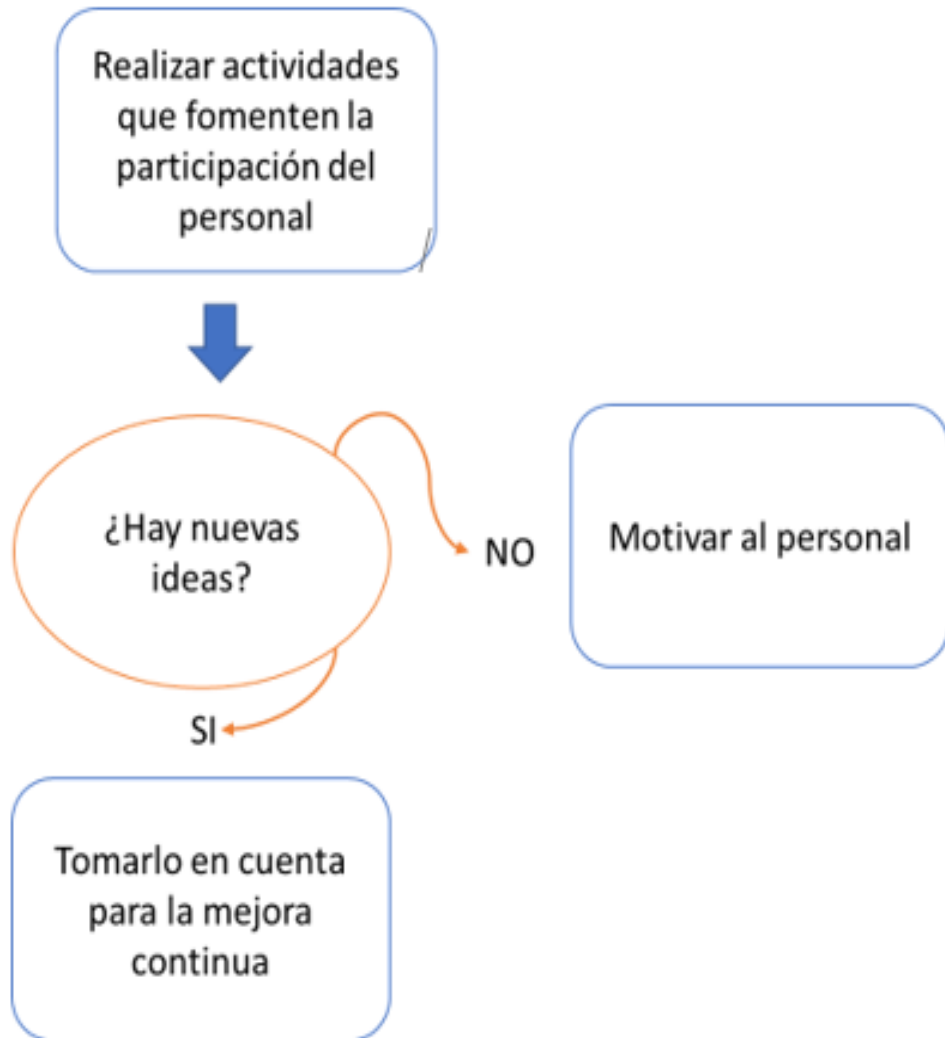 Realizar actividades
que fomenten la
participación del
personal
¿Hay nuevas
ideas?
NO
Motivar al personal
SI
Tomarlo en cuenta
para la mejora
continua